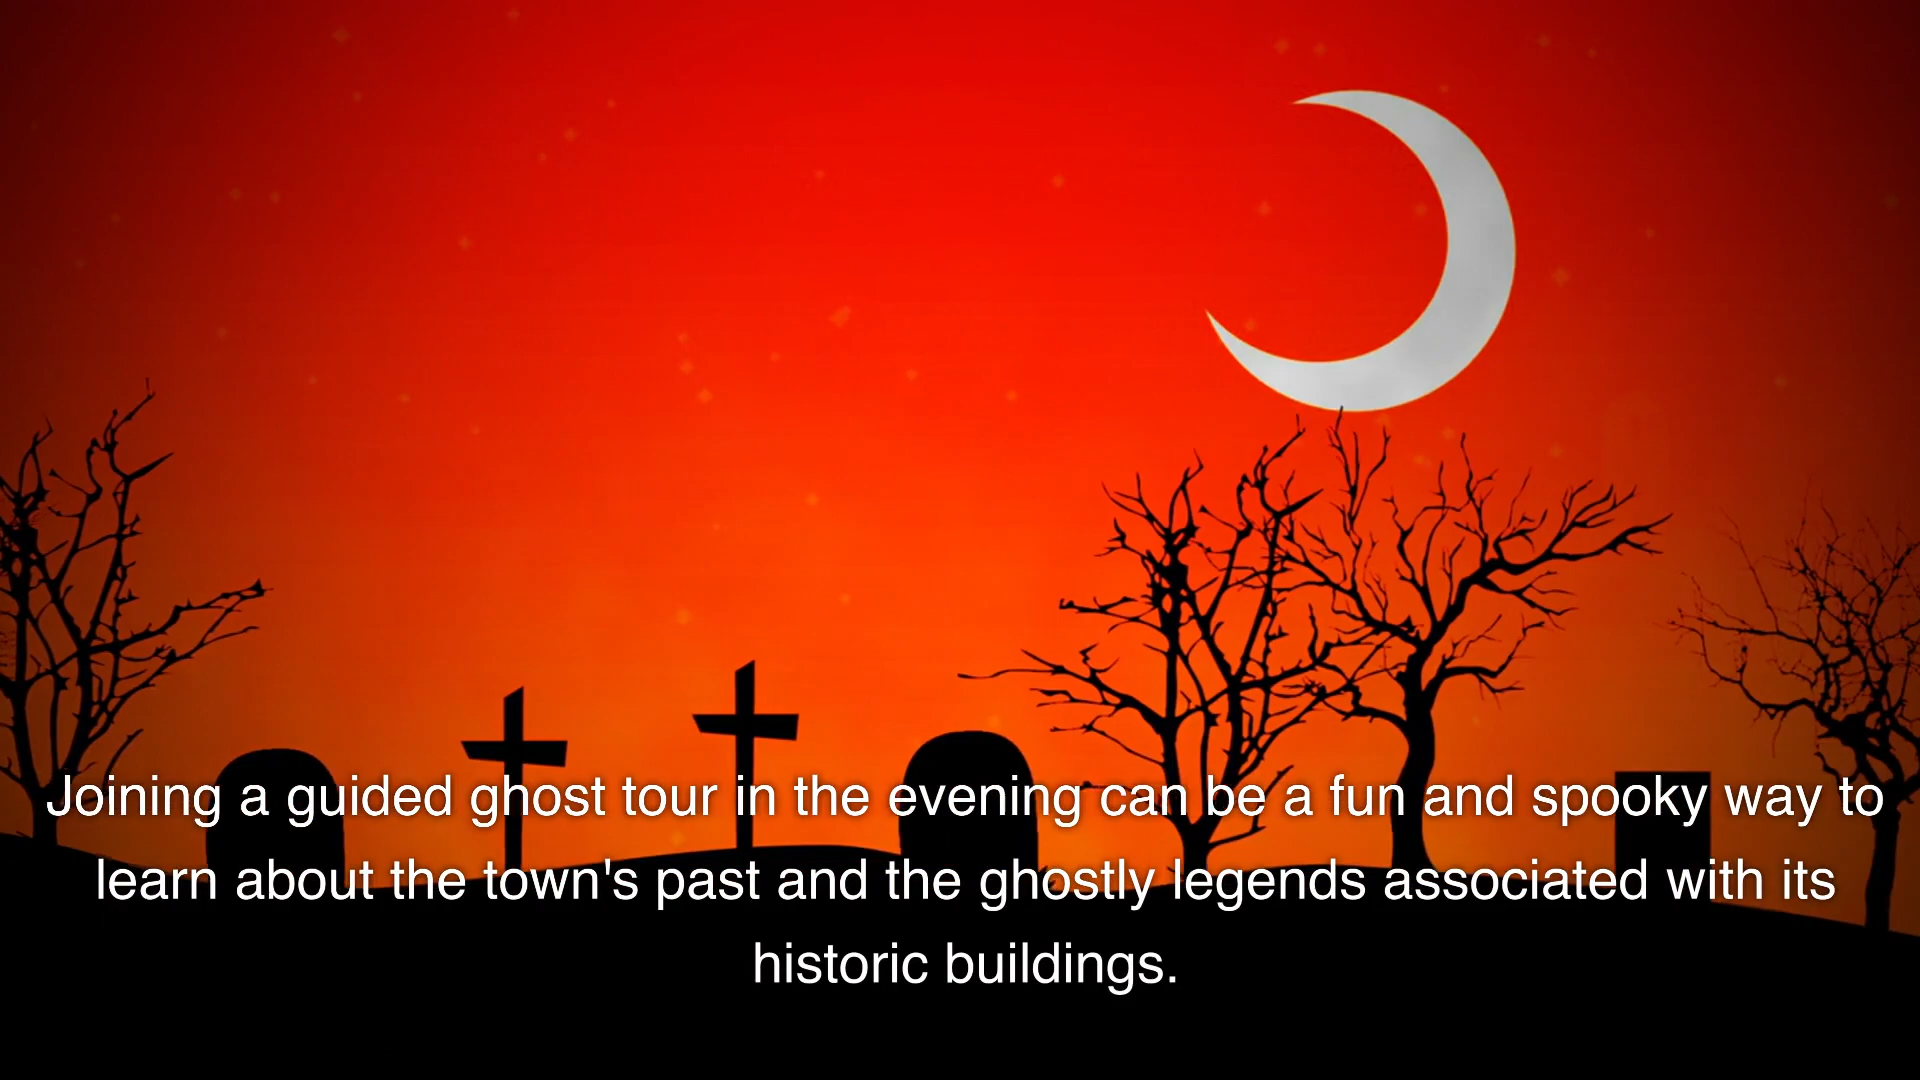 Joining a guided ghost tour in the evening can be a fun and spooky way to
learn about the town's past and the ghostly legends associated with its
historic buildings.